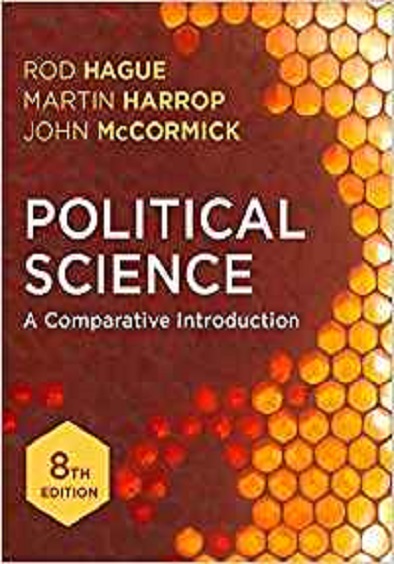 ROD HAGUE
MARTIN HARROP
JOHN McCORMICK
POLITICAL
SCIENCE
A Comparative Introduction
8TH
EDITION